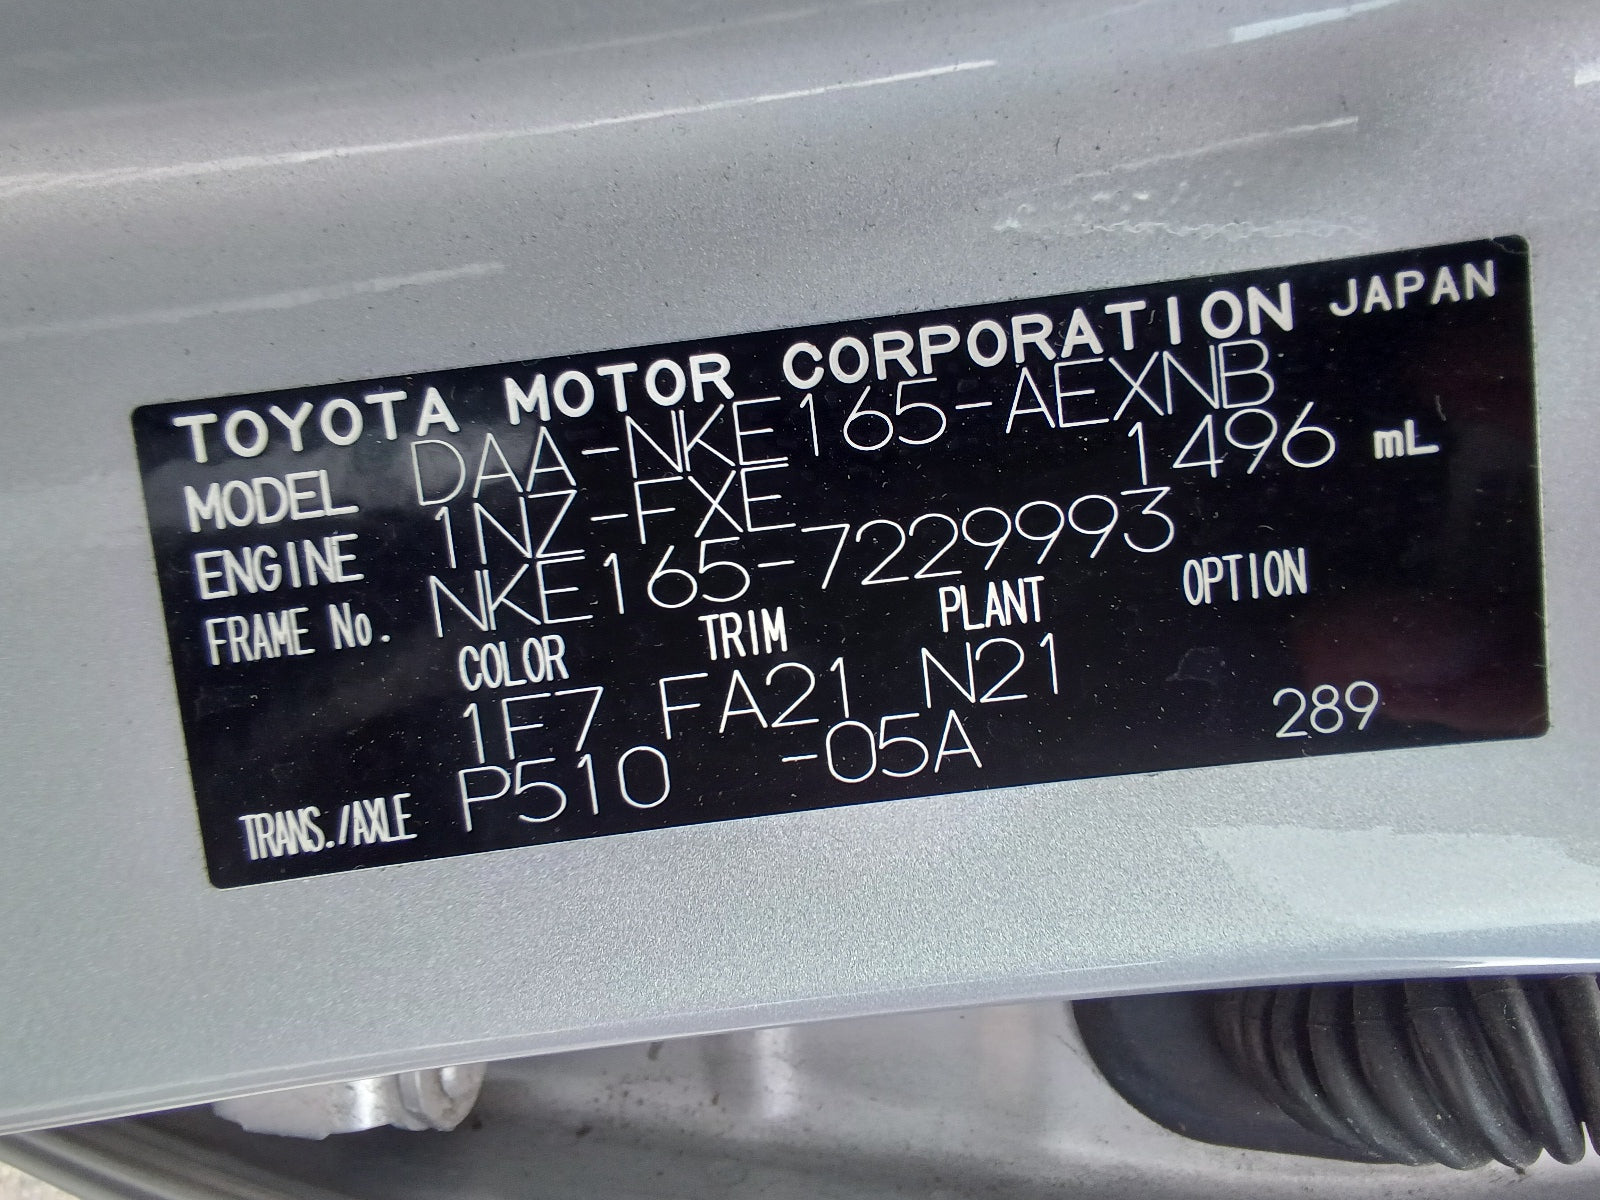 TOYOTA MOTOR CORPORATION JAPAN
MODEL DAA-NKE165-AEXNB
ENGINE 1NZ-FXE 1496 mL
FRAME No. NKE165-7229993
COLOR TRIM PLANT OPTION
1F7 FA21 N21
TRANS./AXLE P510 -05A 289